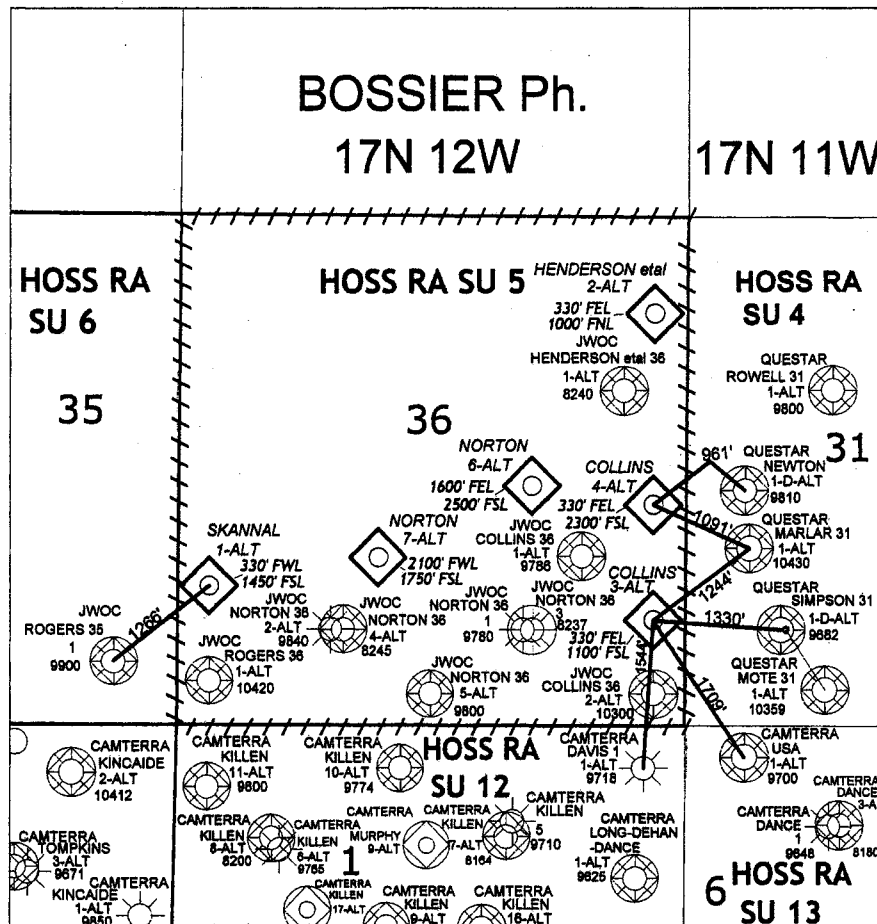 BOSSIER Ph.
17N 12W
17N 11W
HOSS RA
SU 6
HOSS RA SU 5
HENDERSON etal
2-ALT
330' FEL
1000' FNL
HOSS RA
SU 4
JWOC
HENDERSON etal 36
1-ALT
8240
QUESTAR
ROWELL 31
1-ALT
9800
35
36
31
NORTON
6-ALT
1600' FEL
2500' FSL
COLLINS
4-ALT
330' FEL
2300' FSL
961'
QUESTAR
NEWTON
1-D-ALT
9810
1091'
QUESTAR
MARLAR 31
1-ALT
10430
SKANNAL
1-ALT
330' FWL
1450' FSL
NORTON
7-ALT
2100' FWL
1750' FSL
JWOC
COLLINS 36
1-ALT
9786
COLLINS
3-ALT
330' FEL
1100' FSL
1244'
1330'
QUESTAR
SIMPSON 31
1-D-ALT
9682
JWOC
ROGERS 35
1
9900
1266'
JWOC
NORTON 36
2-ALT
9840
JWOC
NORTON 36
4-ALT
8245
JWOC
NORTON 36
1
9780
JWOC
NORTON 36
3
8237
JWOC
ROGERS 36
1-ALT
10420
JWOC
NORTON 36
5-ALT
9800
JWOC
COLLINS 36
2-ALT
10300
1544'
1709'
QUESTAR
MOTE 31
1-ALT
10359
CAMTERRA
KINCAIDE
2-ALT
10412
CAMTERRA
KILLEN
11-ALT
9600
CAMTERRA
KILLEN
10-ALT
9774
HOSS RA
SU 12
CAMTERRA
DAVIS 1
1-ALT
9718
CAMTERRA
USA
1-ALT
9700
CAMTERRA
TOMPKINS
3-ALT
9671
CAMTERRA
KILLEN
8-ALT
8200
CAMTERRA
KILLEN
6-ALT
9765
1
CAMTERRA
MURPHY
9-ALT
CAMTERRA
KILLEN
7-ALT
8164
CAMTERRA
KILLEN
5
9710
CAMTERRA
LONG-DEHAN
-DANCE
1-ALT
9625
CAMTERRA
DANCE
1
9648
CAMTERRA
DANCE
3-A
8180
CAMTERRA
KINCAIDE
1-ALT
9850
CAMTERRA
KILLEN
17-ALT
CAMTERRA
KILLEN
9-ALT
CAMTERRA
KILLEN
16-ALT
6
HOSS RA
SU 13